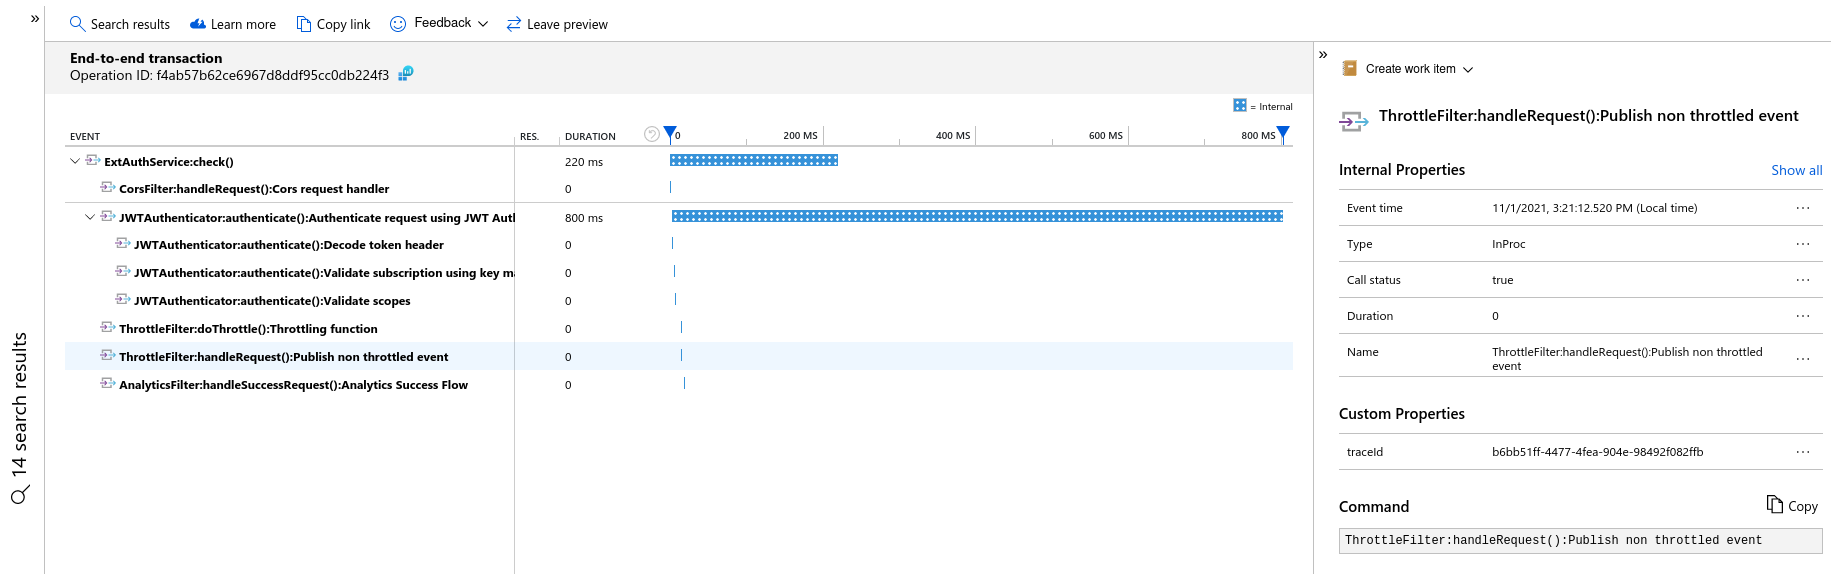 »
Search results
Learn more
Copy link
Feedback
Leave preview
14 search results
End-to-end transaction
Operation ID: f4ab57b62ce6967d8ddf95cc0db224f3
= Internal
EVENT RES. DURATION 0 200 MS 400 MS 600 MS 800 MS
ExtAuthService:check() 220 ms
CorsFilter:handleRequest():Cors request handler 0
JWTAuthenticator:authenticate():Authenticate request using JWT Aut 800 ms
JWTAuthenticator:authenticate():Decode token header 0
JWTAuthenticator:authenticate():Validate subscription using key m 0
JWTAuthenticator:authenticate():Validate scopes 0
ThrottleFilter:doThrottle():Throttling function 0
ThrottleFilter:handleRequest():Publish non throttled event 0
AnalyticsFilter:handleSuccessRequest():Analytics Success Flow 0
»
Create work item
ThrottleFilter:handleRequest():Publish non throttled event
Internal Properties Show all
Event time 11/1/2021, 3:21:12.520 PM (Local time) ...
Type InProc ...
Call status true ...
Duration 0 ...
Name ThrottleFilter:handleRequest():Publish non throttled
event ...
Custom Properties
traceId b6bb51ff-4477-4fea-904e-98492f082ffb ...
Command Copy
ThrottleFilter:handleRequest():Publish non throttled event